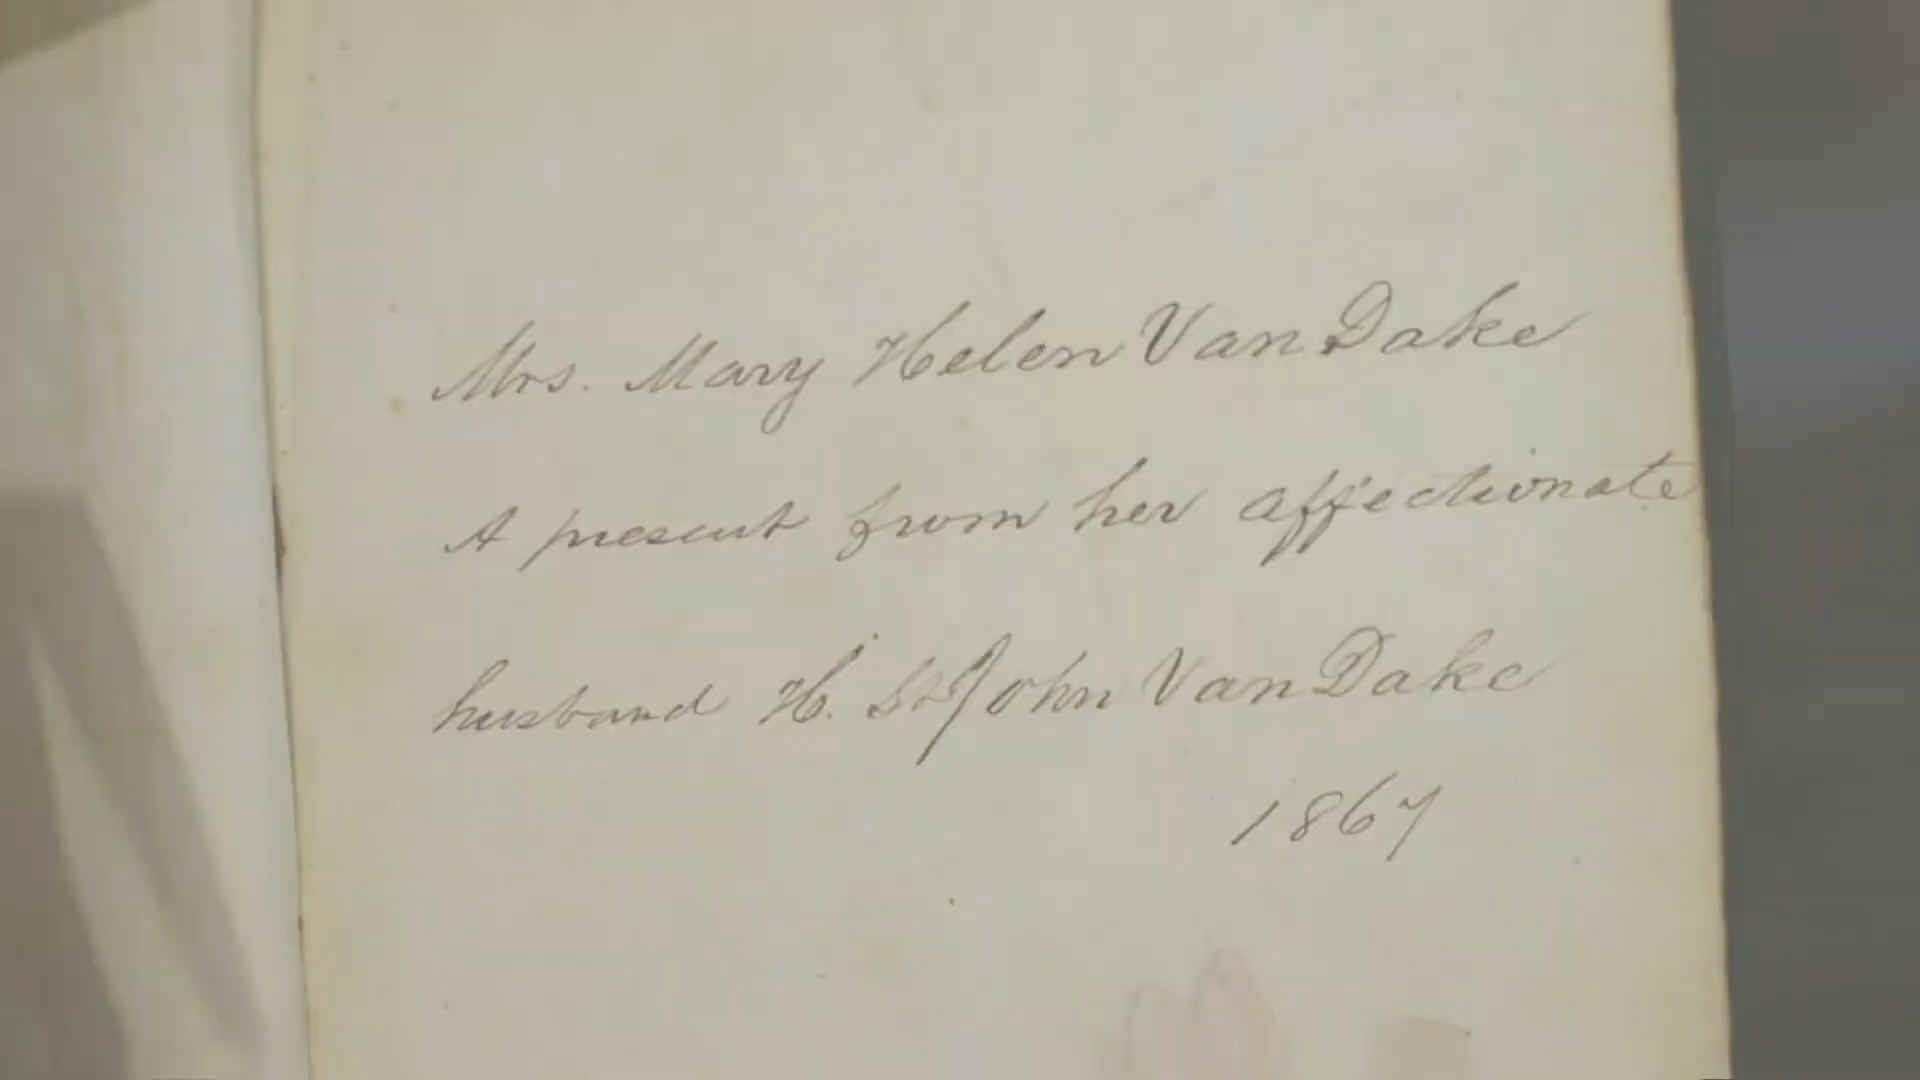 Mrs. Mary Helen Van Dake
A present from her affectionate
husband H. St John Van Dake
1867